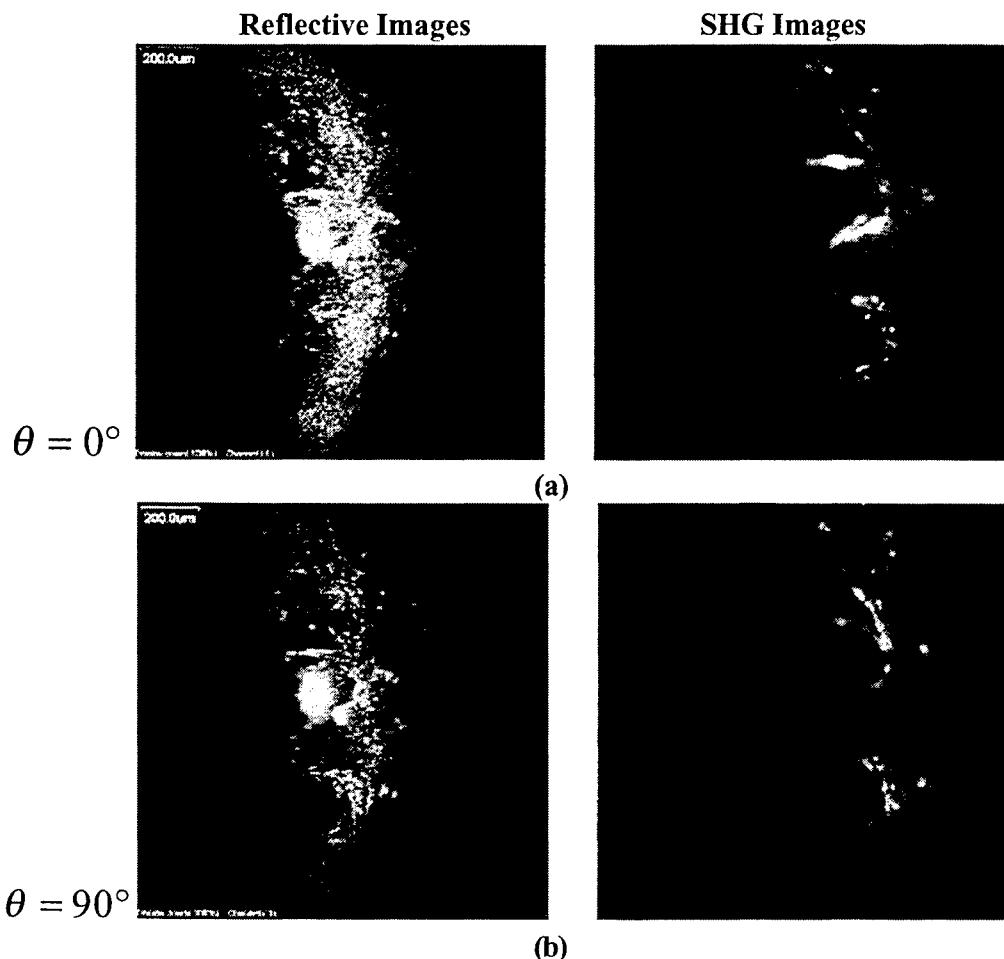 Reflective Images SHG Images
200.0um
θ = 0°
(a)
200.0um
θ = 90°
(b)